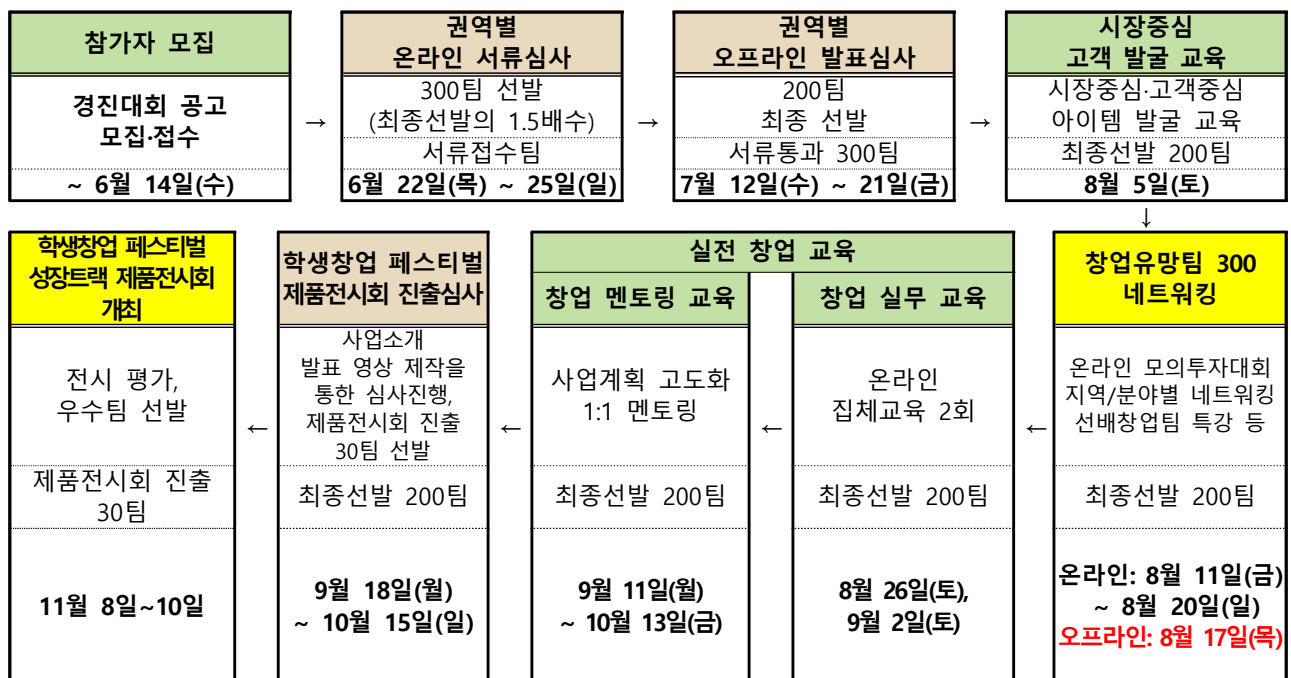 참가자 모집
경진대회 공고
모집·접수
~ 6월 14일(수)
→
권역별
온라인 서류심사
300팀 선발
(최종선발의 1.5배수)
서류접수팀
6월 22일(목) ~ 25일(일)
→
권역별
오프라인 발표심사
200팀
최종 선발
서류통과 300팀
7월 12일(수) ~ 21일(금)
→
시장중심
고객 발굴 교육
시장중심·고객중심
아이템 발굴 교육
최종선발 200팀
8월 5일(토)
↓
창업유망팀 300
네트워킹
온라인 모의투자대회
지역/분야별 네트워킹
선배창업팀 특강 등
최종선발 200팀
온라인: 8월 11일(금)
~ 8월 20일(일)
오프라인: 8월 17일(목)
←
실전 창업 교육
창업 실무 교육
온라인
집체교육 2회
최종선발 200팀
8월 26일(토),
9월 2일(토)
←
창업 멘토링 교육
사업계획 고도화
1:1 멘토링
최종선발 200팀
9월 11일(월)
~ 10월 13일(금)
←
학생창업 페스티벌
제품전시회 진출심사
사업소개
발표 영상 제작을
통한 심사진행,
제품전시회 진출
30팀 선발
최종선발 200팀
9월 18일(월)
~ 10월 15일(일)
←
학생창업 페스티벌
성장트랙 제품전시회
개최
전시 평가,
우수팀 선발
제품전시회 진출
30팀
11월 8일~10일